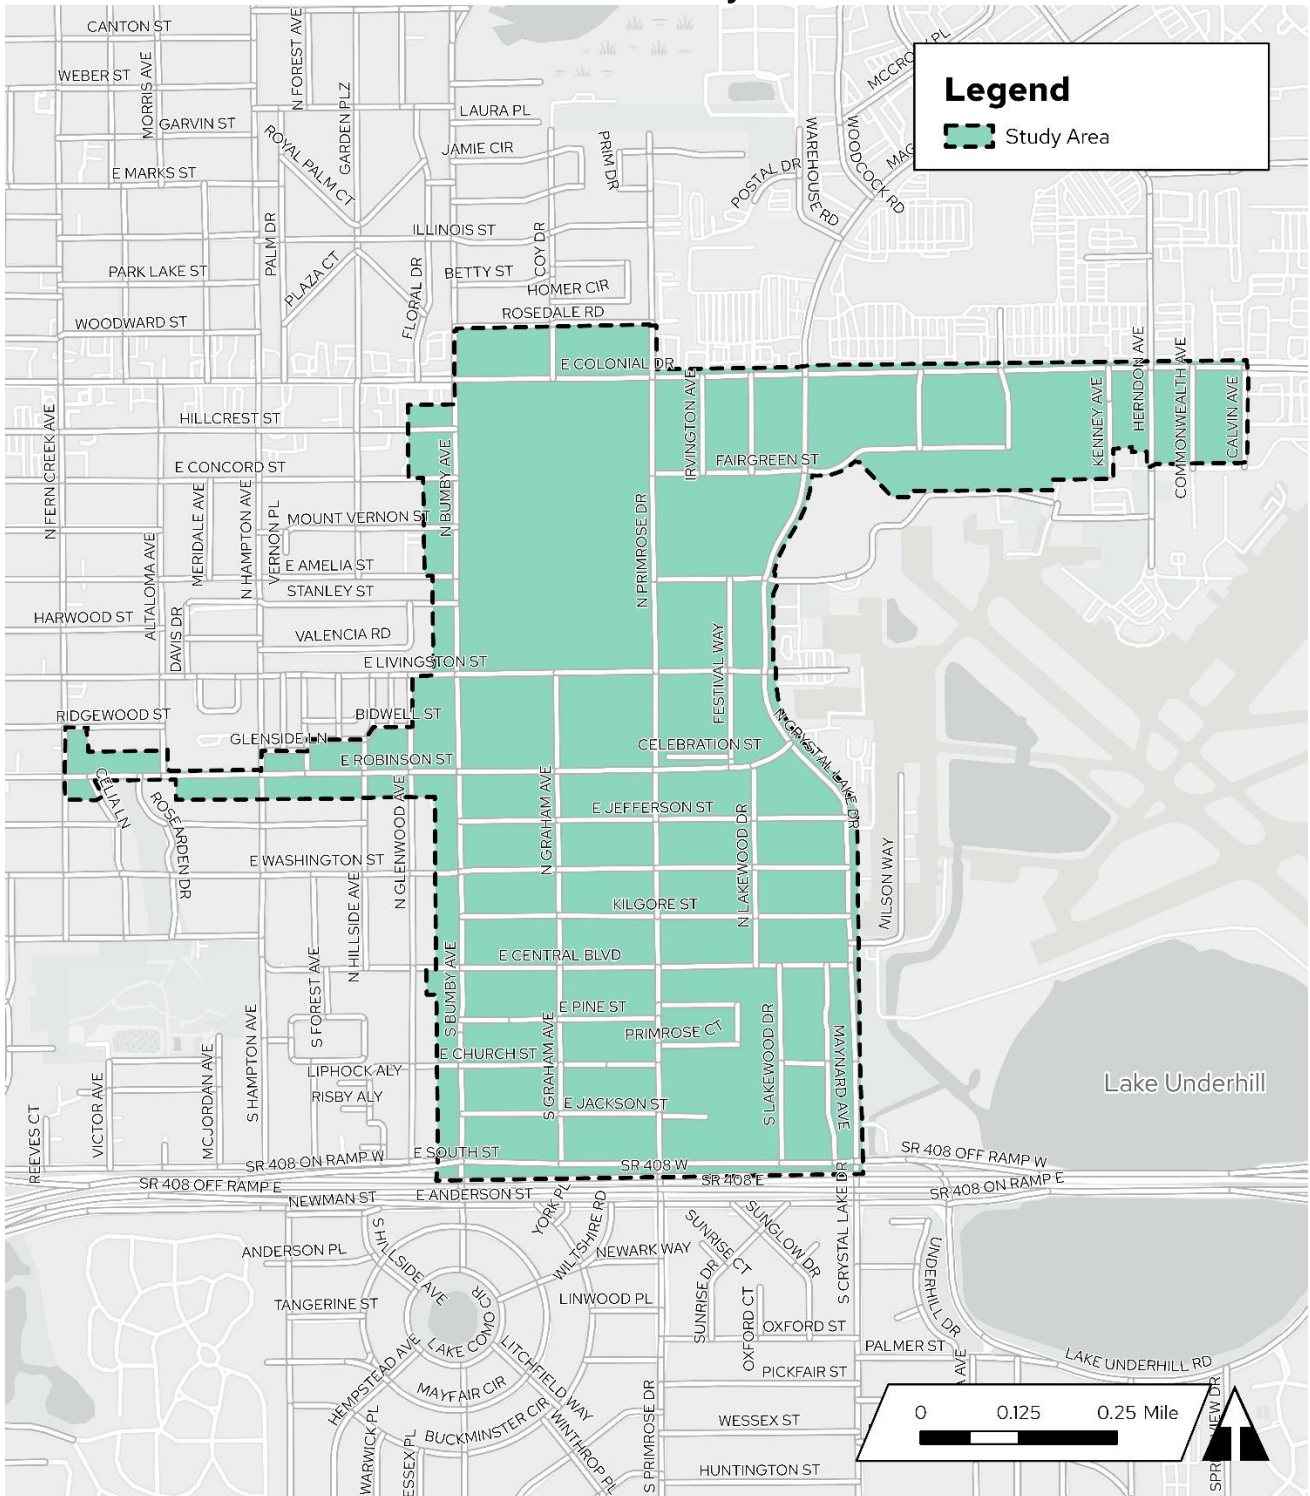 CANTON ST
WEBER ST
MORRIS AVE
N FOREST AVE
GARDEN PLZ
GARVIN ST
ROYAL PALM CT
E MARKS ST
LAURA PL
JAMIE CIR
PRIM DR
MCCRORY PL
WAREHOUSE RD
WOODCOCK RD
POSTAL DR
MAG
Legend
Study Area
PALM DR
ILLINOIS ST
COY DR
PARK LAKE ST
PLAZA CT
FLORAL DR
BETTY ST
HOMER CIR
ROSEDALE RD
WOODWARD ST
E COLONIAL DR
HERNDON AVE
COMMONWEALTH AVE
KENNEY AVE
CALVIN AVE
IRVINGTON AVE
N FERN CREEK AVE
HILLCREST ST
E CONCORD ST
N BUMBY AVE
FAIRGREEN ST
MERIDALE AVE
N HAMPTON AVE
VERNON PL
MOUNT VERNON ST
N PRIMROSE DR
E AMELIA ST
STANLEY ST
ALTALOMA AVE
HARWOOD ST
DAVIS DR
VALENCIA RD
E LIVINGSTON ST
FESTIVAL WAY
RIDGEWOOD ST
BIDWELL ST
GLENSIDE LN
N CRYSTAL LAKE DR
CELEBRATION ST
E ROBINSON ST
CELIA LN
ROSEARDEN DR
N GLENWOOD AVE
N GRAHAM AVE
E JEFFERSON ST
N LAKEWOOD DR
E WASHINGTON ST
N HILLSIDE AVE
WILSON WAY
KILGORE ST
S FOREST AVE
S BUMBY AVE
E CENTRAL BLVD
E PINE ST
PRIMROSE CT
S HAMPTON AVE
S GRAHAM AVE
S LAKEWOOD DR
MAYNARD AVE
E CHURCH ST
LIPHOCK ALY
RISBY ALY
E JACKSON ST
Lake Underhill
REEVES CT
VICTOR AVE
MCJORDAN AVE
E SOUTH ST
SR 408 ON RAMP W
SR 408 W
SR 408 OFF RAMP W
SR 408 OFF RAMP E
SR 408 E
SR 408 ON RAMP E
NEWMAN ST
E ANDERSON ST
YORK PL
WILTSHIRE RD
S CRYSTAL LAKE DR
ANDERSON PL
S HILLSIDE AVE
NEWARK WAY
SUNRISE CT
SUNGLOW DR
SUNRISE DR
UNDERHILL DR
TANGERINE ST
LAKE COMO CIR
LINWOOD PL
OXFORD CT
OXFORD ST
PALMER ST
LAKE UNDERHILL RD
HEMPSTEAD AVE
LITCHFIELD WAY
MAYFAIR CIR
PICKFAIR ST
A AVE
BUCKMINSTER CIR
WINTHROP PL
WARWICK PL
ESSEX PL
S PRIMROSE DR
WESSEX ST
HUNTINGTON ST
0 0.125 0.25 Mile